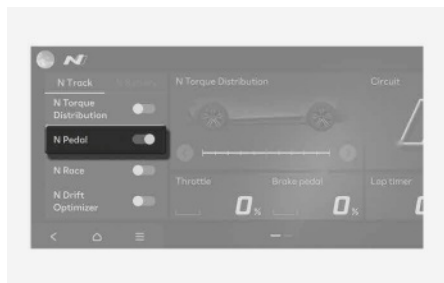 N
N Track
N Torque Distribution
Circuit
N Torque
Distribution
N Pedal
N Race
Throttle
Brake pedal
Lap timer
N Drift
Optimizer
0%
0%